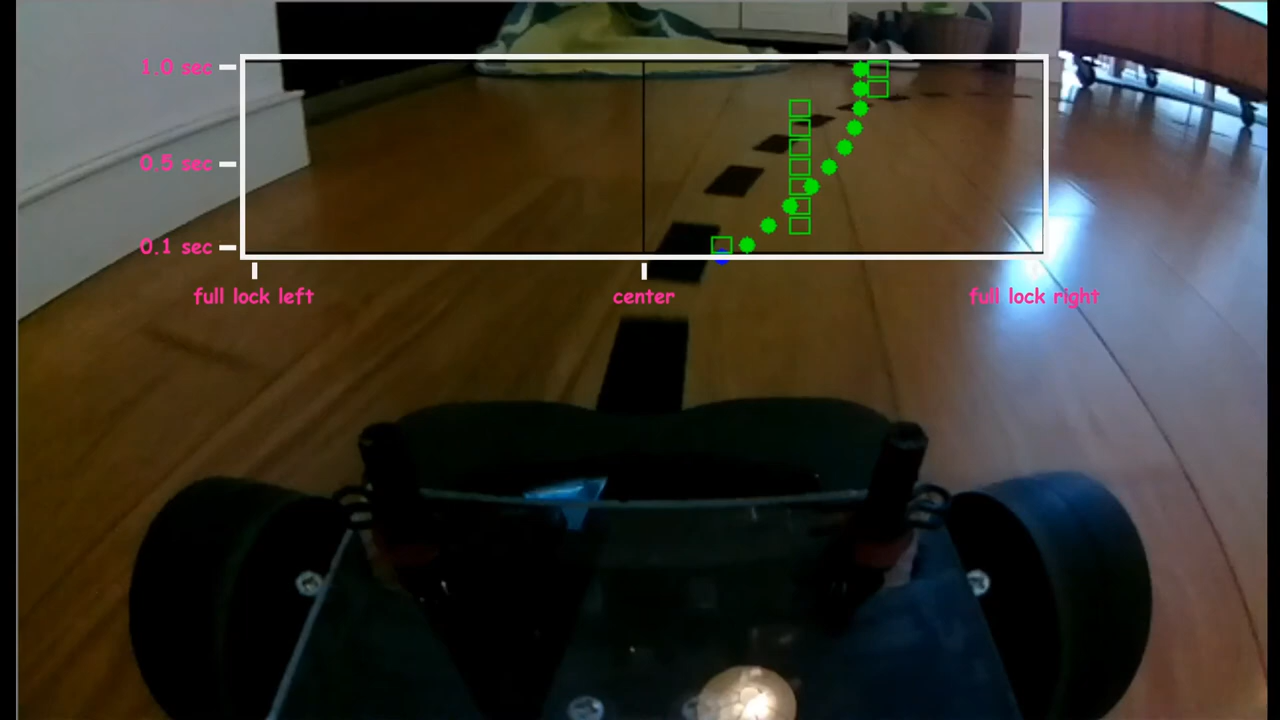 1.0 sec
0.5 sec
0.1 sec
full lock left
center
full lock right